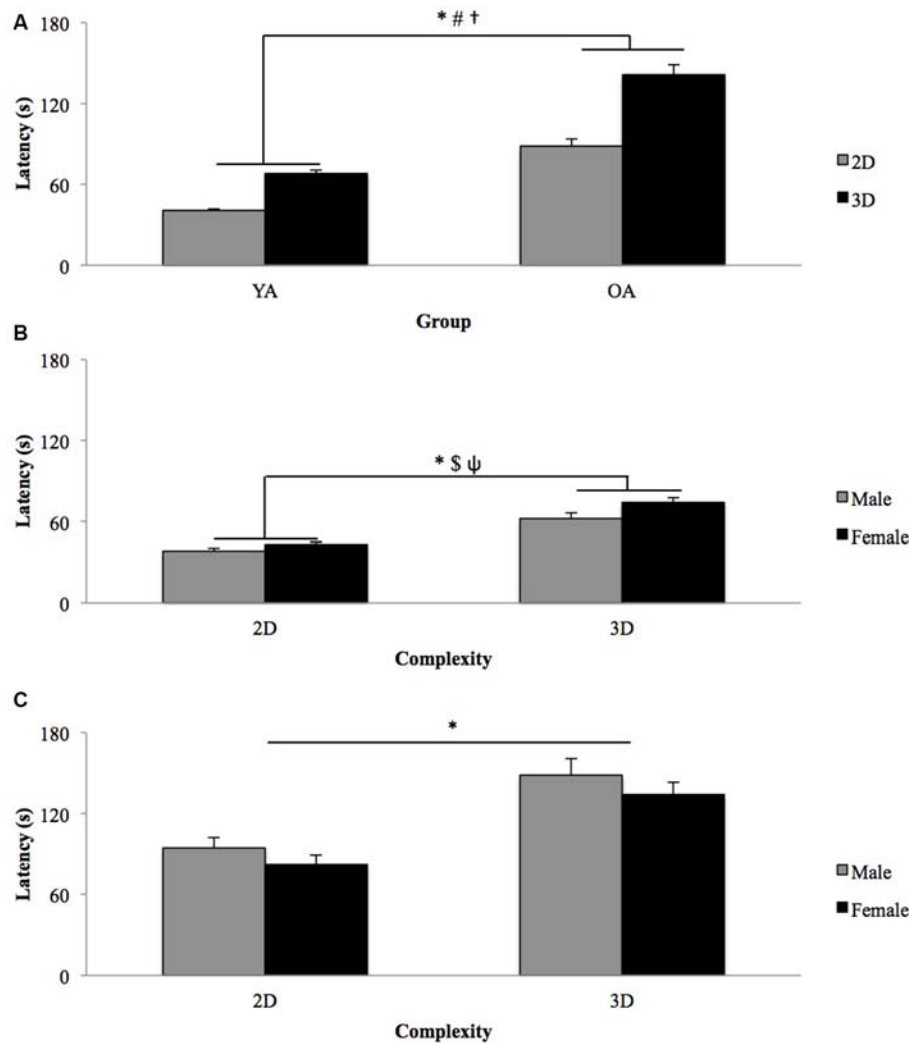 A
180
* # †
120
Latency (s)
60
0
YA
OA
Group
2D
3D
B
180
120
* $ ψ
Latency (s)
60
0
2D
3D
Complexity
Male
Female
C
180
*
120
Latency (s)
60
0
2D
3D
Complexity
Male
Female